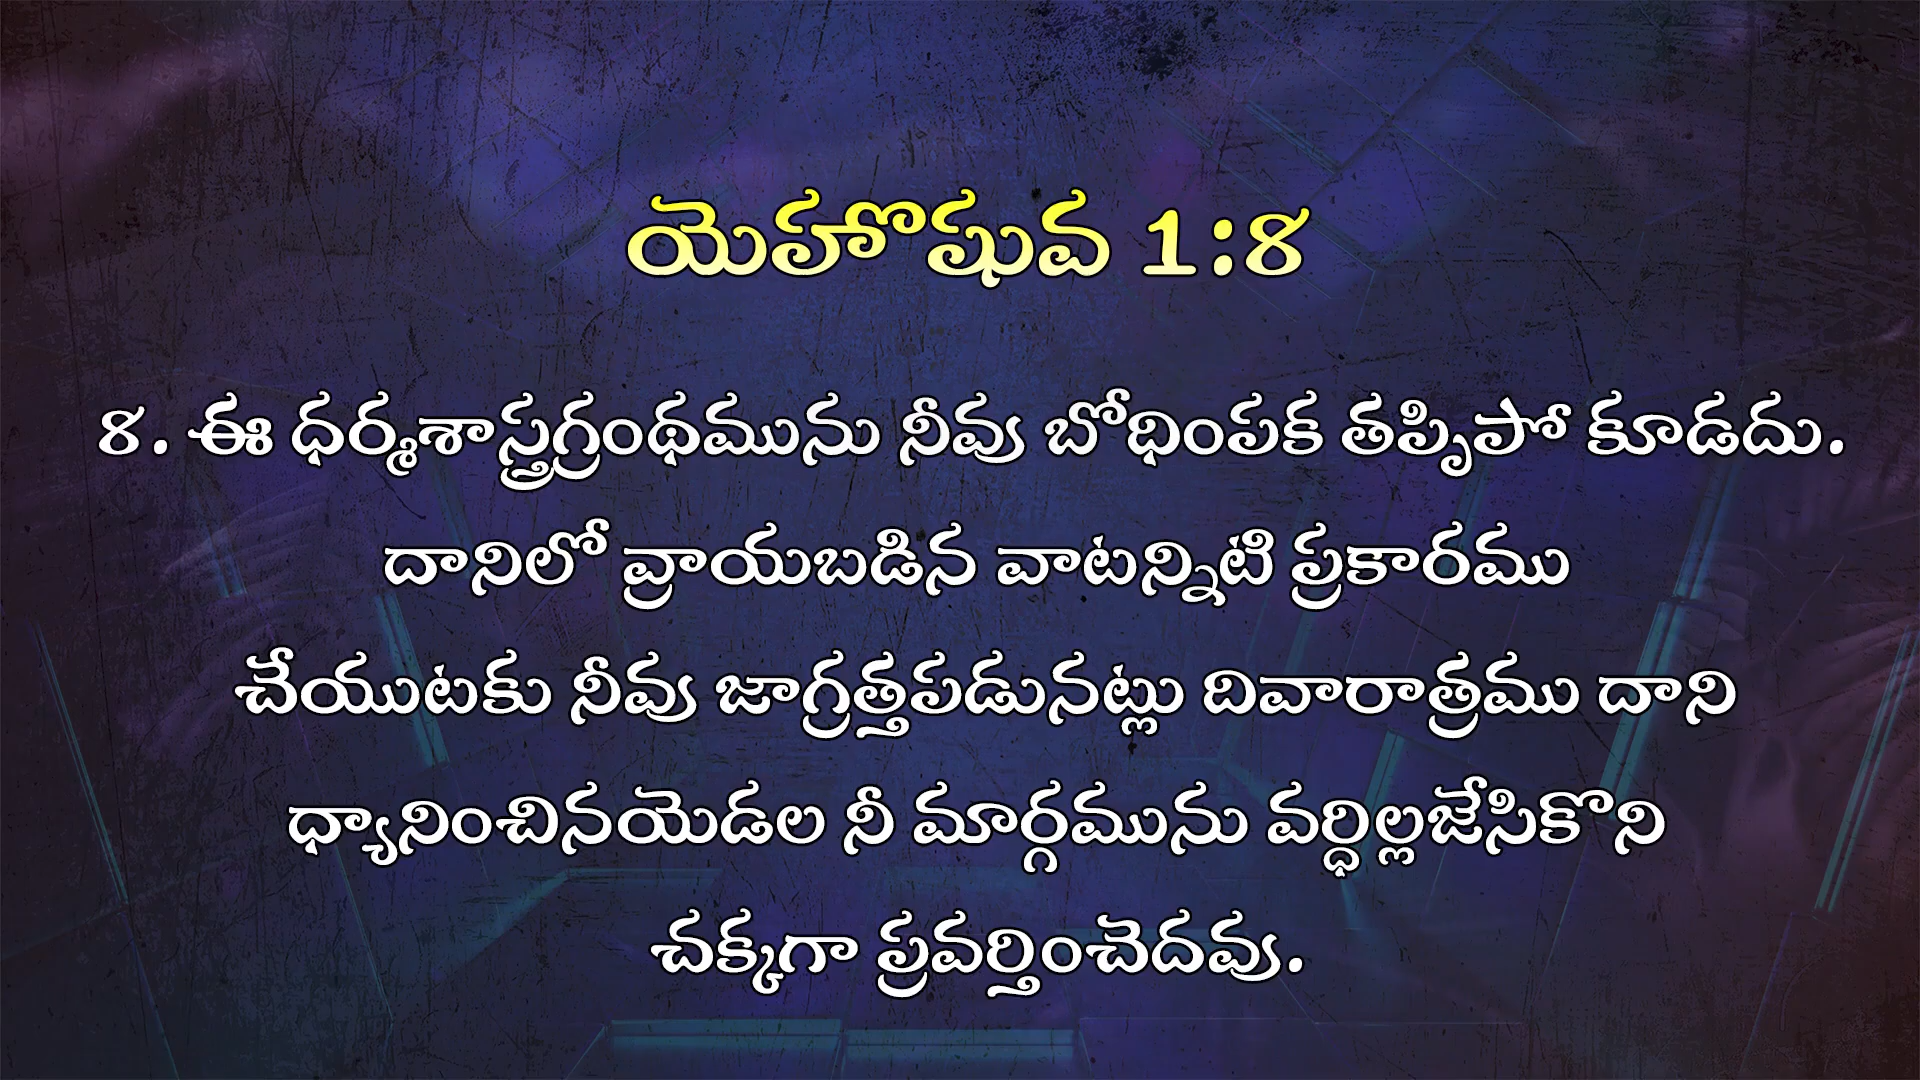 యెహొషువ 1:8
8. ఈ ధర్మశాస్త్రగ్రంథమును నీవు బోధింపక తప్పిపో కూడదు.
దానిలో వ్రాయబడిన వాటన్నిటి ప్రకారము
చేయుటకు నీవు జాగ్రత్తపడునట్లు దివారాత్రము దాని
ధ్యానించినయెడల నీ మార్గమును వర్ధిల్లజేసికొని
చక్కగా ప్రవర్తించెదవు.